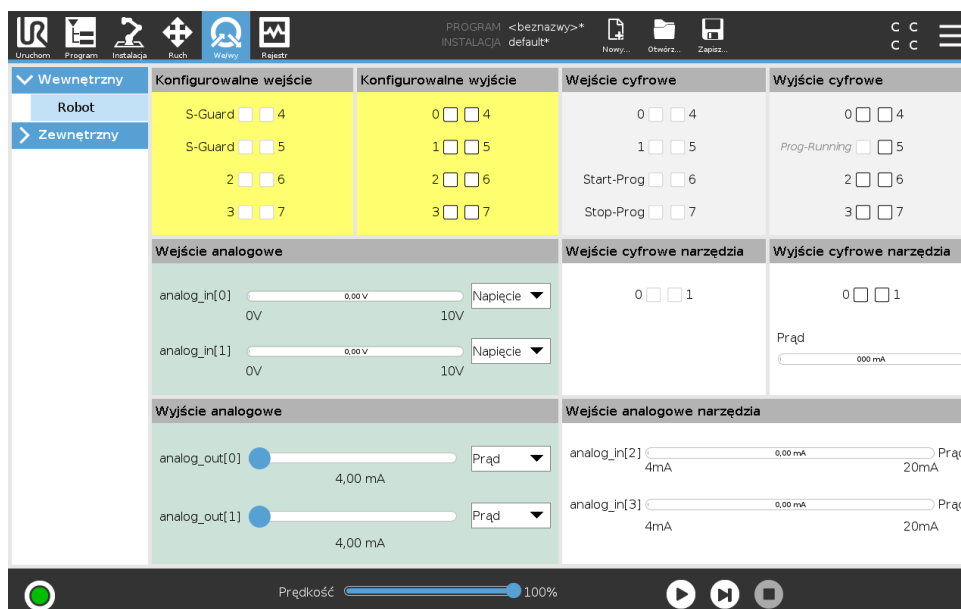 PROGRAM <beznazwy>*
INSTALACJA default*
C C
C C
Uruchom Program Instalacja Ruch We/wy Rejestr Nowy... Otwórz... Zapisz...
Wewnętrzny
Robot
Zewnętrzny
Konfigurowalne wejście
S-Guard 4
S-Guard 5
2 6
3 7
Konfigurowalne wyjście
0 4
1 5
2 6
3 7
Wejście cyfrowe
0 4
1 5
Start-Prog 6
Stop-Prog 7
Wyjście cyfrowe
0 4
Prog-Running 5
2 6
3 7
Wejście analogowe
analog_in[0] 0,00 V Napięcie
0V 10V
analog_in[1] 0,00 V Napięcie
0V 10V
Wejście cyfrowe narzędzia
0 1
Wyjście cyfrowe narzędzia
0 1
Prąd
000 mA
Wyjście analogowe
analog_out[0] Prąd
4,00 mA
analog_out[1] Prąd
4,00 mA
Wejście analogowe narzędzia
analog_in[2] 0,00 mA Prąd
4mA 20mA
analog_in[3] 0,00 mA Prąd
4mA 20mA
Prędkość 100%